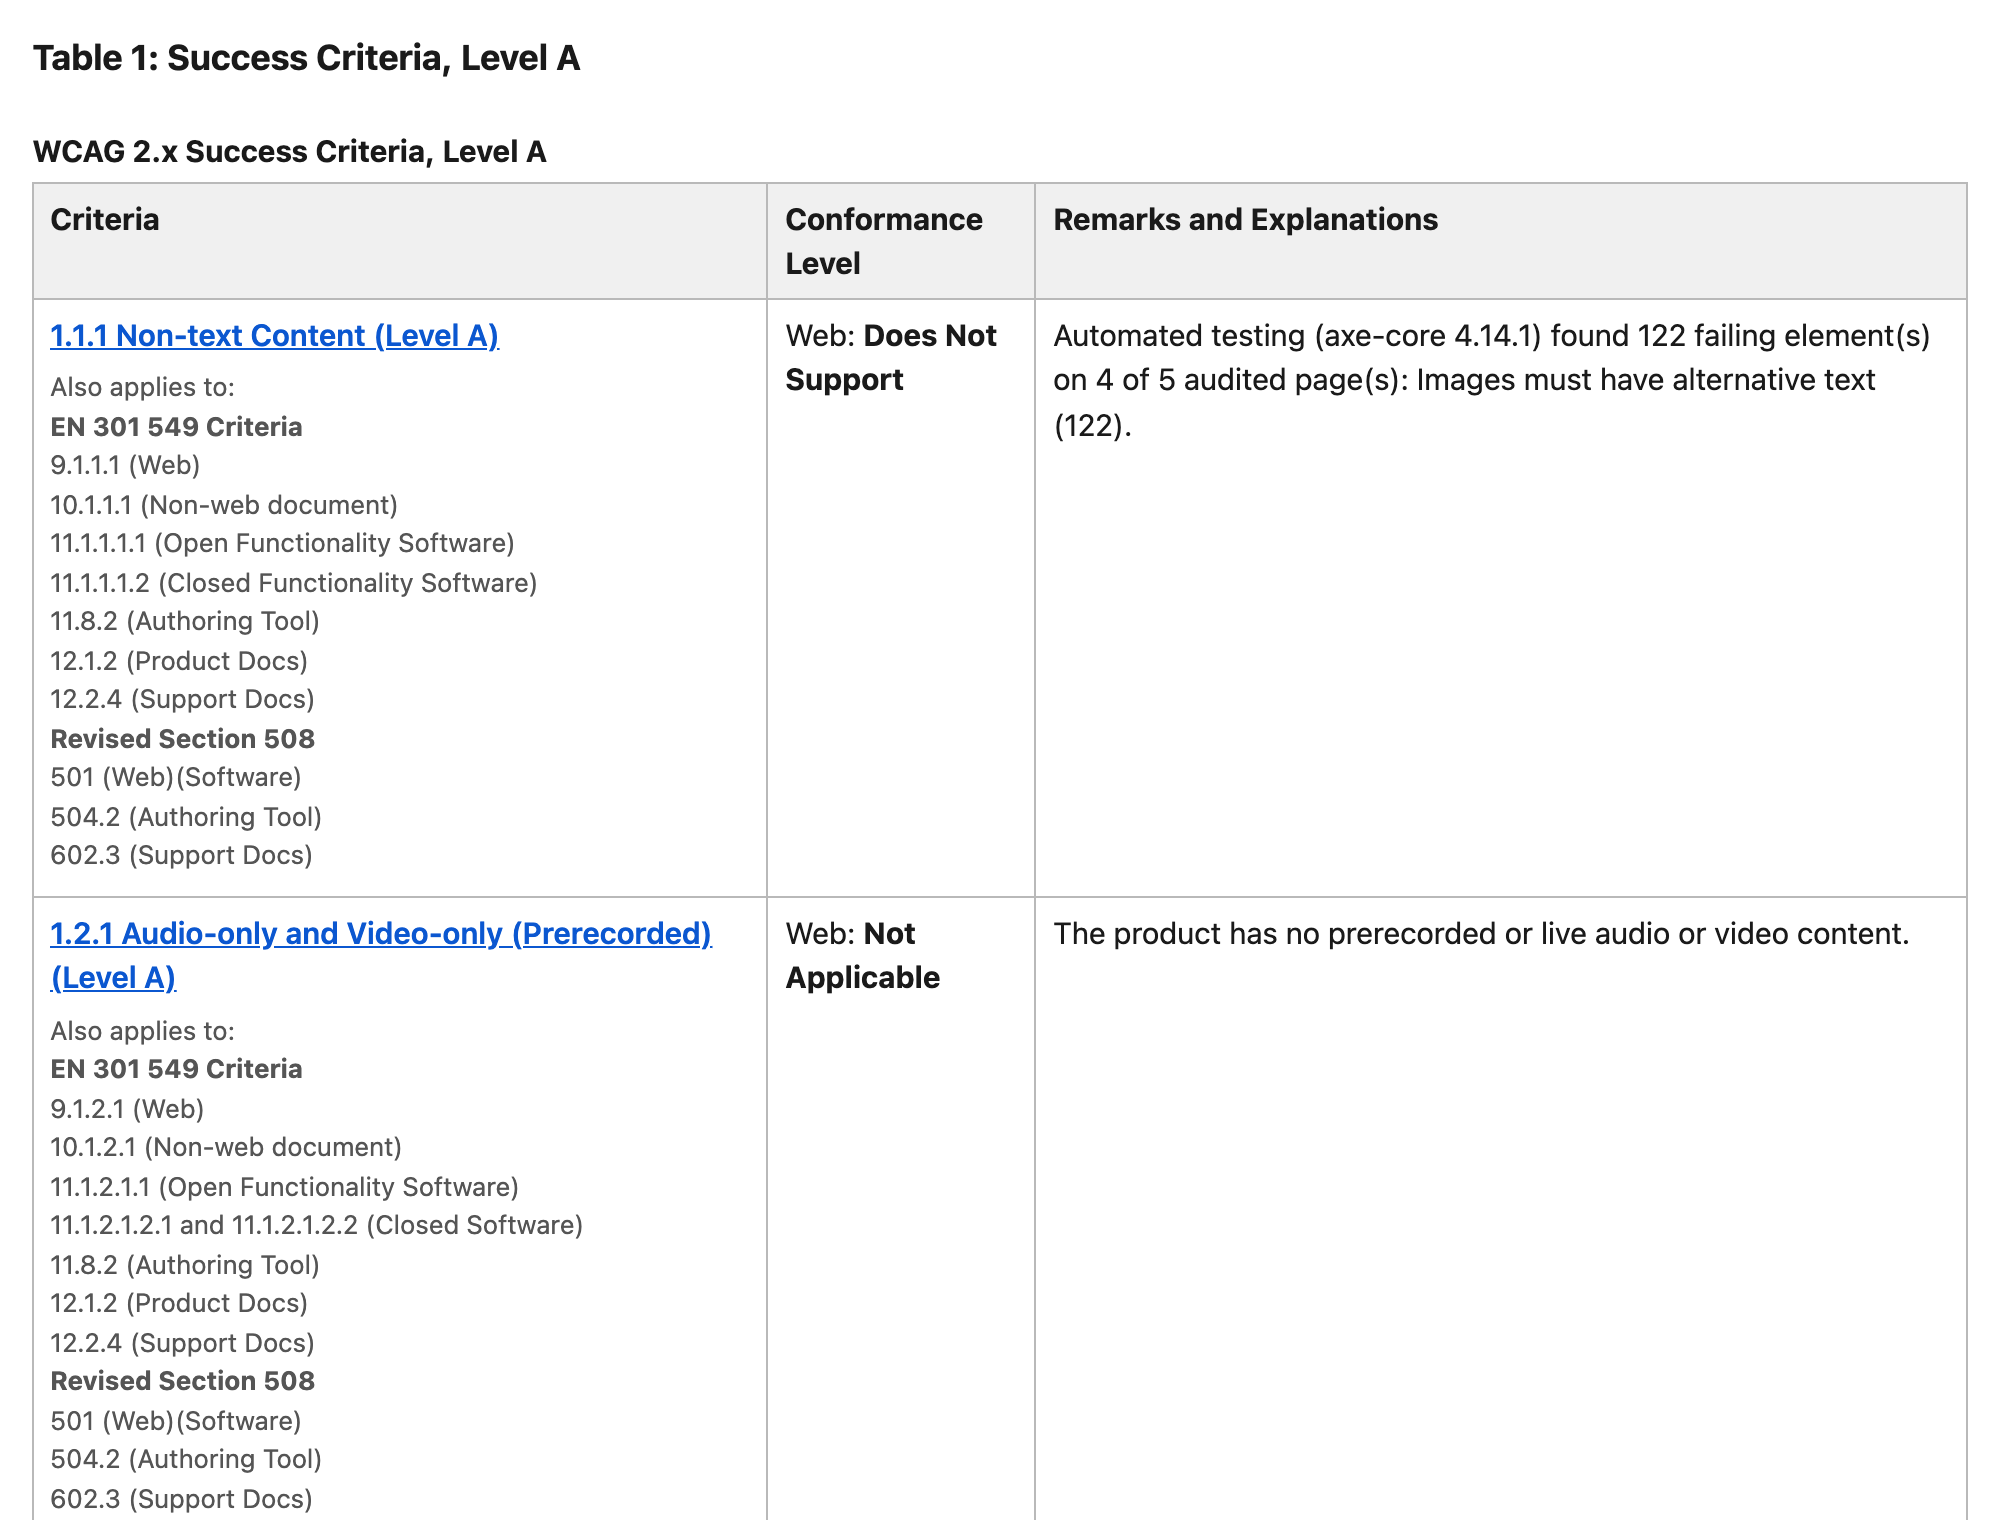 Table 1: Success Criteria, Level A
WCAG 2.x Success Criteria, Level A
Criteria
Conformance
Level
Remarks and Explanations
1.1.1 Non-text Content (Level A)
Also applies to:
EN 301 549 Criteria
9.1.1.1 (Web)
10.1.1.1 (Non-web document)
11.1.1.1.1 (Open Functionality Software)
11.1.1.1.2 (Closed Functionality Software)
11.8.2 (Authoring Tool)
12.1.2 (Product Docs)
12.2.4 (Support Docs)
Revised Section 508
501 (Web)(Software)
504.2 (Authoring Tool)
602.3 (Support Docs)
Web: Does Not
Support
Automated testing (axe-core 4.14.1) found 122 failing element(s)
on 4 of 5 audited page(s): Images must have alternative text
(122).
1.2.1 Audio-only and Video-only (Prerecorded)
(Level A)
Also applies to:
EN 301 549 Criteria
9.1.2.1 (Web)
10.1.2.1 (Non-web document)
11.1.2.1.1 (Open Functionality Software)
11.1.2.1.2.1 and 11.1.2.1.2.2 (Closed Software)
11.8.2 (Authoring Tool)
12.1.2 (Product Docs)
12.2.4 (Support Docs)
Revised Section 508
501 (Web)(Software)
504.2 (Authoring Tool)
602.3 (Support Docs)
Web: Not
Applicable
The product has no prerecorded or live audio or video content.